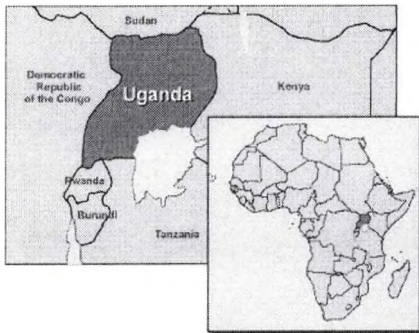 Sudan
Democratic
Republic
of the Congo
Uganda
Kenya
Rwanda
Burundi
Tanzania